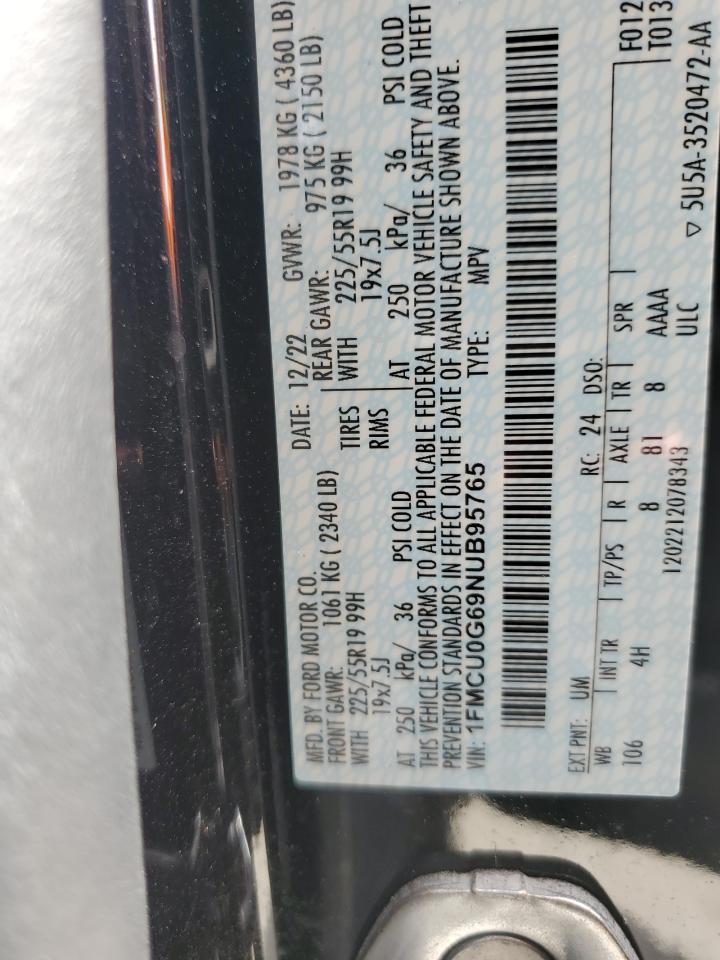 MFD. BY FORD MOTOR CO. DATE: 12/22 GVWR: 1978 KG ( 4360 LB)
FRONT GAWR: 1061 KG ( 2340 LB) REAR GAWR: 975 KG ( 2150 LB)
WITH 225/55R19 99H TIRES WITH 225/55R19 99H
19x7.5J RIMS 19x7.5J
AT 250 kPa/ 36 PSI COLD AT 250 kPa/ 36 PSI COLD
THIS VEHICLE CONFORMS TO ALL APPLICABLE FEDERAL MOTOR VEHICLE SAFETY AND THEFT
PREVENTION STANDARDS IN EFFECT ON THE DATE OF MANUFACTURE SHOWN ABOVE.
VIN: 1FMCU0G69NUB95765 TYPE: MPV
EXT PNT: UM RC: 24 DSO:
WB INT TR TP/PS R AXLE TR SPR F012
106 4H 8 81 8 AAAA T013
1202212078343 ULC ▽ 5U5A-3520472-AA